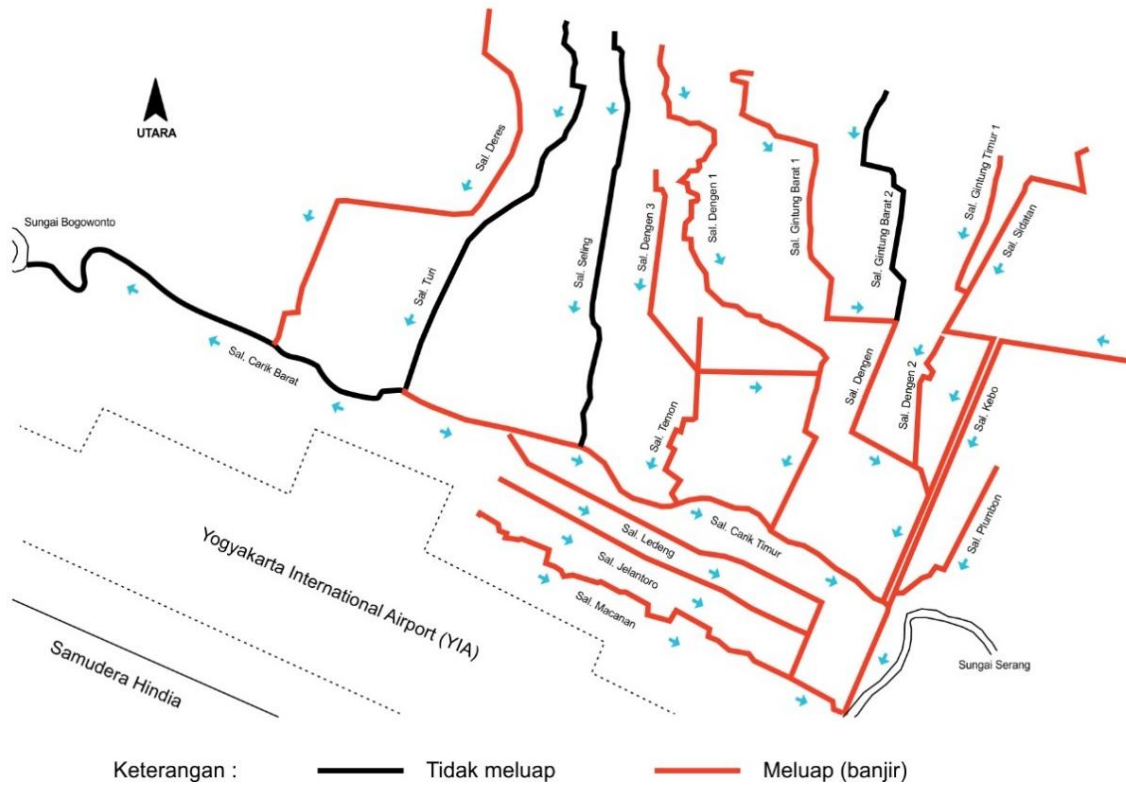 UTARA
Sungai Bogowonto
Sal. Deres
Sal. Turi
Sal. Seling
Sal. Dengen 3
Sal. Dengen 1
Sal. Gintung Barat 1
Sal. Gintung Barat 2
Sal. Gintung Timur 1
Sal. Sidatan
Sal. Carik Barat
Sal. Temon
Sal. Dengen
Sal. Dengen 2
Sal. Kebo
Sal. Plumbon
Sal. Ledeng
Sal. Carik Timur
Sal. Jelantoro
Sal. Macanan
Yogyakarta International Airport (YIA)
Samudera Hindia
Sungai Serang
Keterangan :
Tidak meluap
Meluap (banjir)